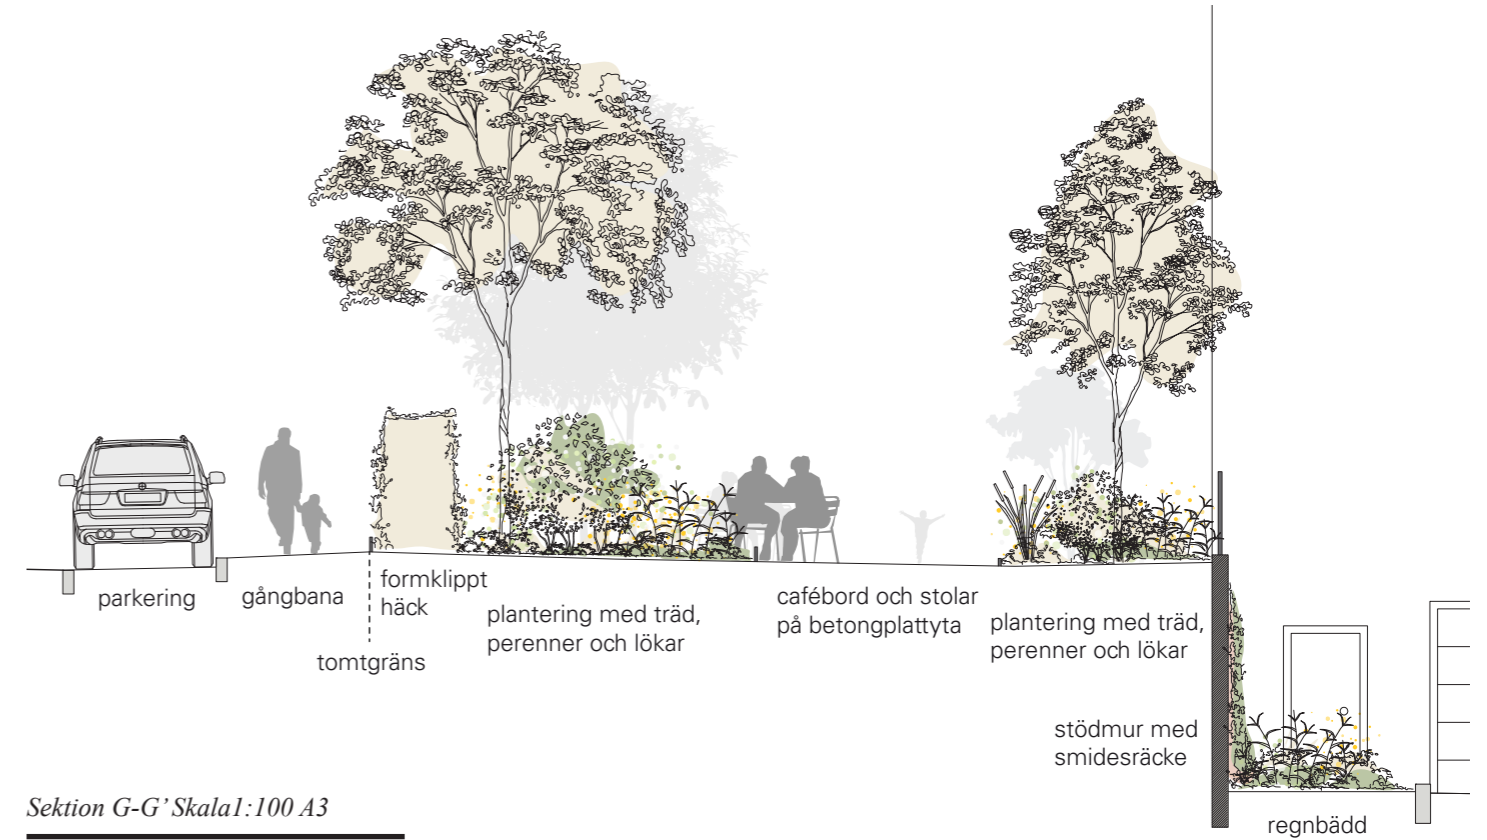 parkering
gångbana
formklippt
häck
tomtgräns
plantering med träd,
perenner och lökar
cafébord och stolar
på betongplattyta
plantering med träd,
perenner och lökar
stödmur med
smidesräcke
regnbädd
Sektion G-G’ Skala1:100 A3